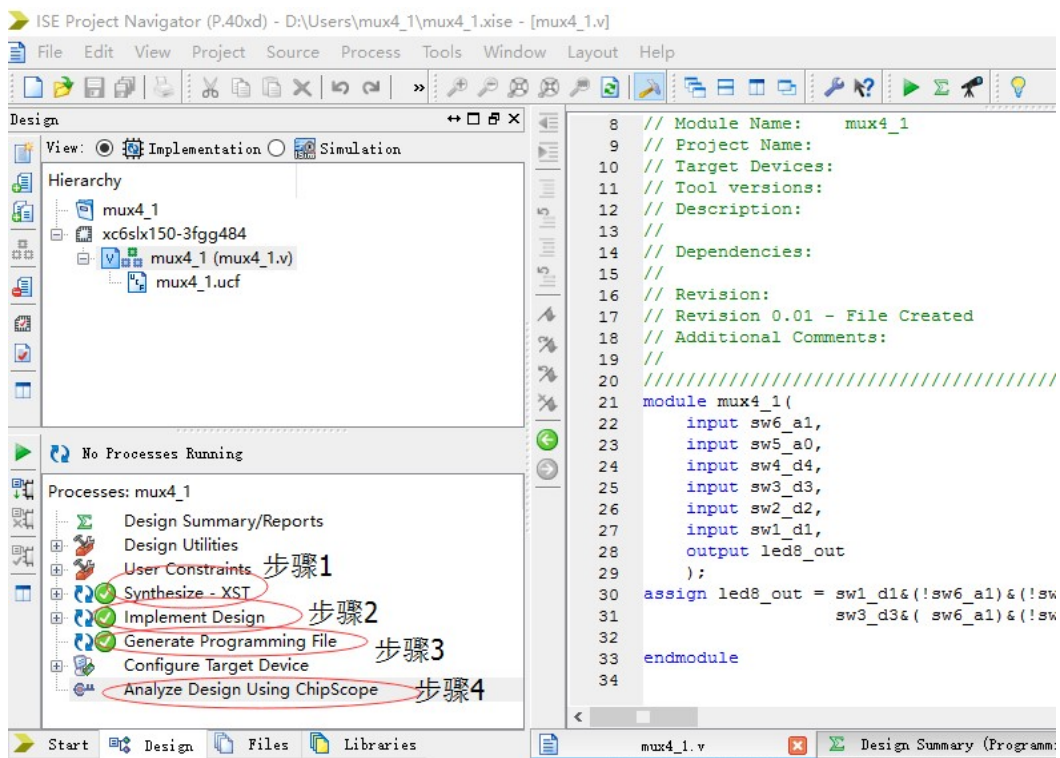 ISE Project Navigator (P.40xd) - D:\Users\mux4_1\mux4_1.xise - [mux4_1.v]
File Edit View Project Source Process Tools Window Layout Help
Design
View: Implementation Simulation
Hierarchy
mux4_1
xc6slx150-3fgg484
mux4_1 (mux4_1.v)
mux4_1.ucf
No Processes Running
Processes: mux4_1
Design Summary/Reports
Design Utilities
User Constraints 步骤1
Synthesize - XST
Implement Design 步骤2
Generate Programming File 步骤3
Configure Target Device
Analyze Design Using ChipScope 步骤4
Start Design Files Libraries
8 // Module Name: mux4_1
9 // Project Name:
10 // Target Devices:
11 // Tool versions:
12 // Description:
13 //
14 // Dependencies:
15 //
16 // Revision:
17 // Revision 0.01 - File Created
18 // Additional Comments:
19 //
20 //////////////////////////////////////
21 module mux4_1(
22 input sw6_a1,
23 input sw5_a0,
24 input sw4_d4,
25 input sw3_d3,
26 input sw2_d2,
27 input sw1_d1,
28 output led8_out
29 );
30 assign led8_out = sw1_d1&(!sw6_a1)&(!sw
31 sw3_d3&( sw6_a1)&(!sw
32
33 endmodule
34
mux4_1.v Design Summary (Programm